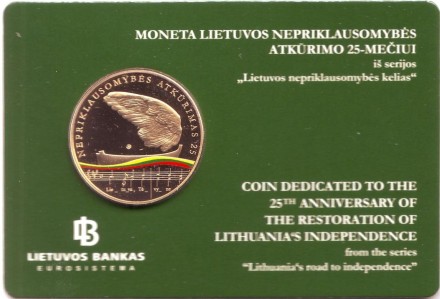 MONETA LIETUVOS NEPRIKLAUSOMYBĖS
ATKŪRIMO 25-MEČIUI
iš serijos
„Lietuvos nepriklausomybės kelias“
NEPRIKLAUSOMYBĖS ATKŪRIMAS 25
COIN DEDICATED TO THE
25TH ANNIVERSARY OF
THE RESTORATION OF
LITHUANIA‘S INDEPENDENCE
from the series
“Lithuania‘s road to independence”
LIETUVOS BANKAS
EUROSISTEMA